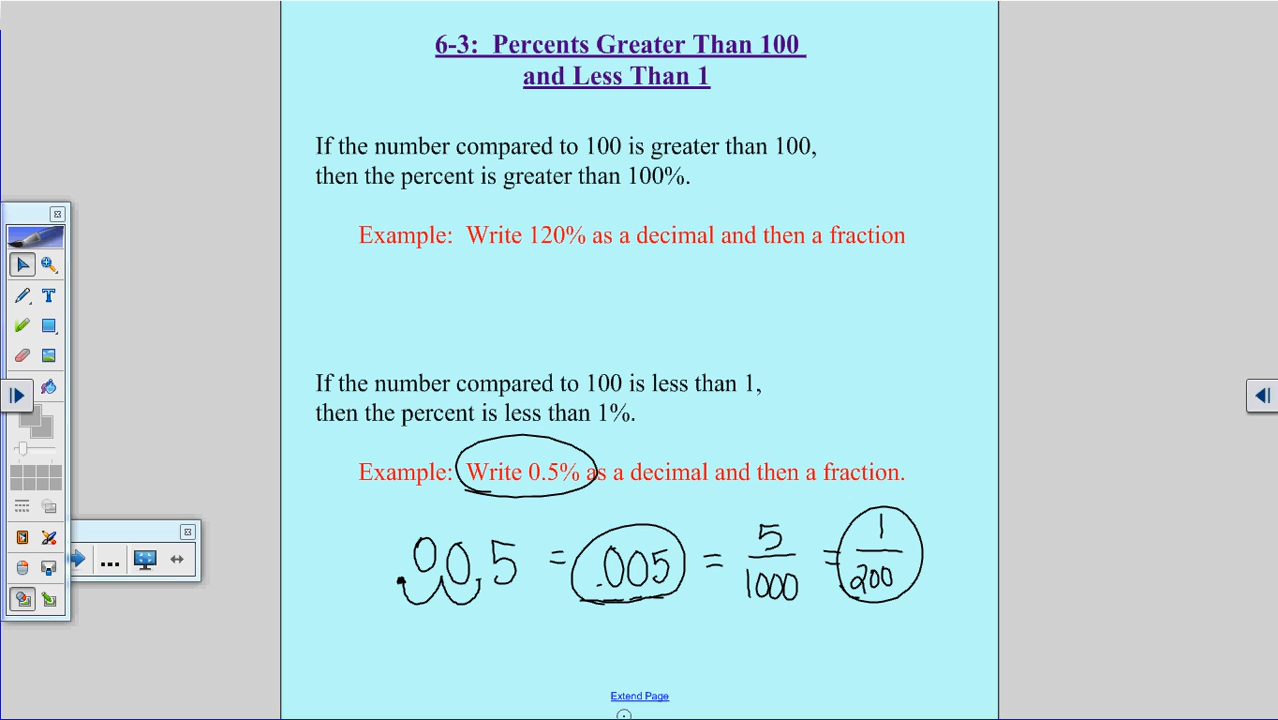 6-3: Percents Greater Than 100
and Less Than 1
If the number compared to 100 is greater than 100,
then the percent is greater than 100%.
Example: Write 120% as a decimal and then a fraction
If the number compared to 100 is less than 1,
then the percent is less than 1%.
Example: Write 0.5% as a decimal and then a fraction.
00.5 = .005 = 5/1000 = 1/200
Extend Page